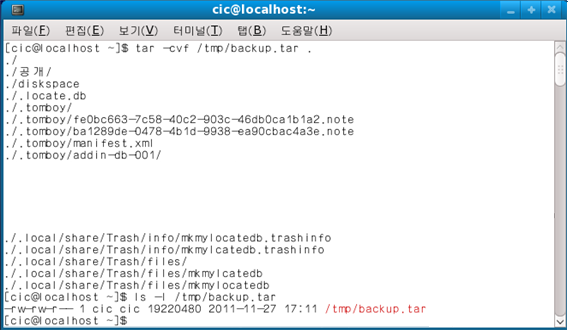 cic@localhost:~
파일(F) 편집(E) 보기(V) 터미널(T) 탭(B) 도움말(H)
[cic@localhost ~]$ tar -cvf /tmp/backup.tar .
./
./공개/
./diskspace
./.locate.db
./.tomboy/
./.tomboy/fe0bc663-7c58-40c2-903c-46db0ca1b1a2.note
./.tomboy/ba1289de-0478-4b1d-9938-ea90cbac4a3e.note
./.tomboy/manifest.xml
./.tomboy/addin-db-001/
./.local/share/Trash/info/mkmylocatedb.trashinfo
./.local/share/Trash/info/mkmylcatedb.trashinfo
./.local/share/Trash/files/
./.local/share/Trash/files/mkmylcatedb
./.local/share/Trash/files/mkmylocatedb
[cic@localhost ~]$ ls -l /tmp/backup.tar
-rw-rw-r-- 1 cic cic 19220480 2011-11-27 17:11 /tmp/backup.tar
[cic@localhost ~]$